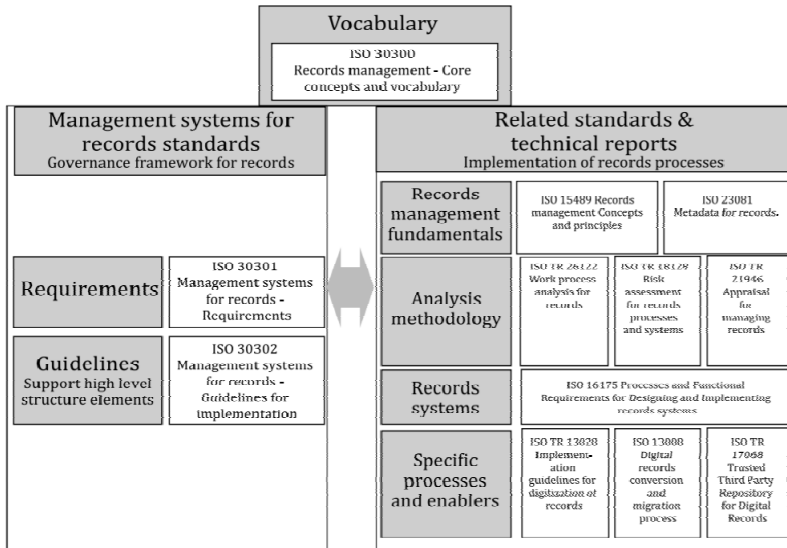 Vocabulary
ISO 30300
Records management - Core
concepts and vocabulary
Management systems for
records standards
Governance framework for records
Related standards &
technical reports
Implementation of records processes
Requirements
ISO 30301
Management systems
for records -
Requirements
Guidelines
Support high level
structure elements
ISO 30302
Management systems
for records -
Guidelines for
implementation
Records
management
fundamentals
ISO 15489 Records
management Concepts
and principles
ISO 23081
Metadata for records.
Analysis
methodology
ISO TR 26122
Work process
analysis for
records
ISO TR 18128
Risk
assessment
for records
processes
and systems
ISO TR
21946
Appraisal
for
managing
records
Records
systems
ISO 16175 Processes and Functional
Requirements for Designing and Implementing
records systems
Specific
processes
and enablers
ISO TR 13028
Implement-
ation
guidelines for
digitization of
records
ISO 13008
Digital
records
conversion
and
migration
process
ISO TR
17068
Trusted
Third Party
Repository
for Digital
Records